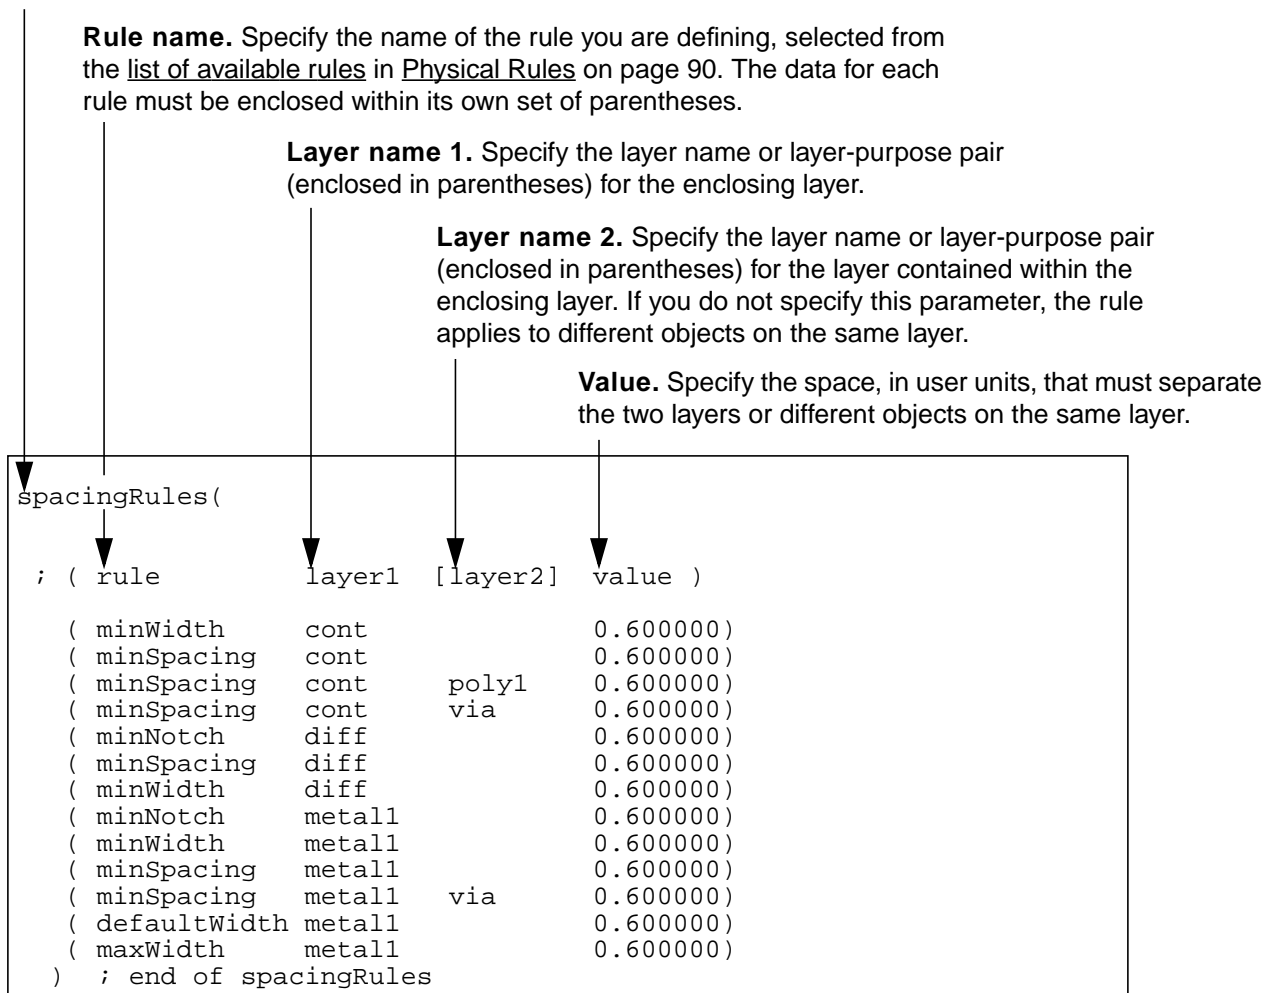 Rule name. Specify the name of the rule you are defining, selected from
the list of available rules in Physical Rules on page 90. The data for each
rule must be enclosed within its own set of parentheses.
Layer name 1. Specify the layer name or layer-purpose pair
(enclosed in parentheses) for the enclosing layer.
Layer name 2. Specify the layer name or layer-purpose pair
(enclosed in parentheses) for the layer contained within the
enclosing layer. If you do not specify this parameter, the rule
applies to different objects on the same layer.
Value. Specify the space, in user units, that must separate
the two layers or different objects on the same layer.
spacingRules(
; ( rule layer1 [layer2] value )
( minWidth cont 0.600000)
( minSpacing cont 0.600000)
( minSpacing cont poly1 0.600000)
( minSpacing cont via 0.600000)
( minNotch diff 0.600000)
( minSpacing diff 0.600000)
( minWidth diff 0.600000)
( minNotch metal1 0.600000)
( minWidth metal1 0.600000)
( minSpacing metal1 0.600000)
( minSpacing metal1 via 0.600000)
( defaultWidth metal1 0.600000)
( maxWidth metal1 0.600000)
) ; end of spacingRules